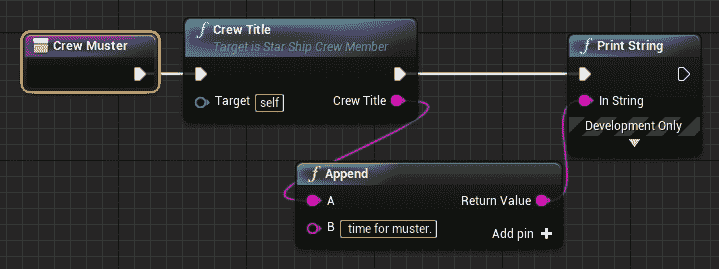 Crew Muster
f Crew Title
Target is Star Ship Crew Member
Target self
Crew Title
f Print String
In String
Development Only
f Append
A
Return Value
B time for muster.
Add pin +